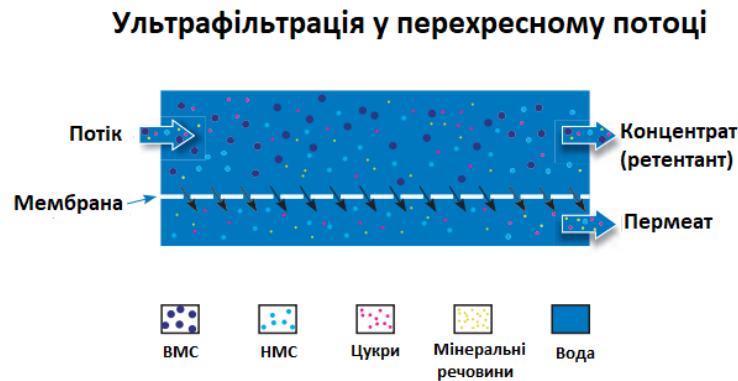 Ультрафільтрація у перехресному потоці
Потік
Концентрат
(ретентант)
Мембрана
Пермеат
ВМС
НМС
Цукри
Мінеральні
речовини
Вода